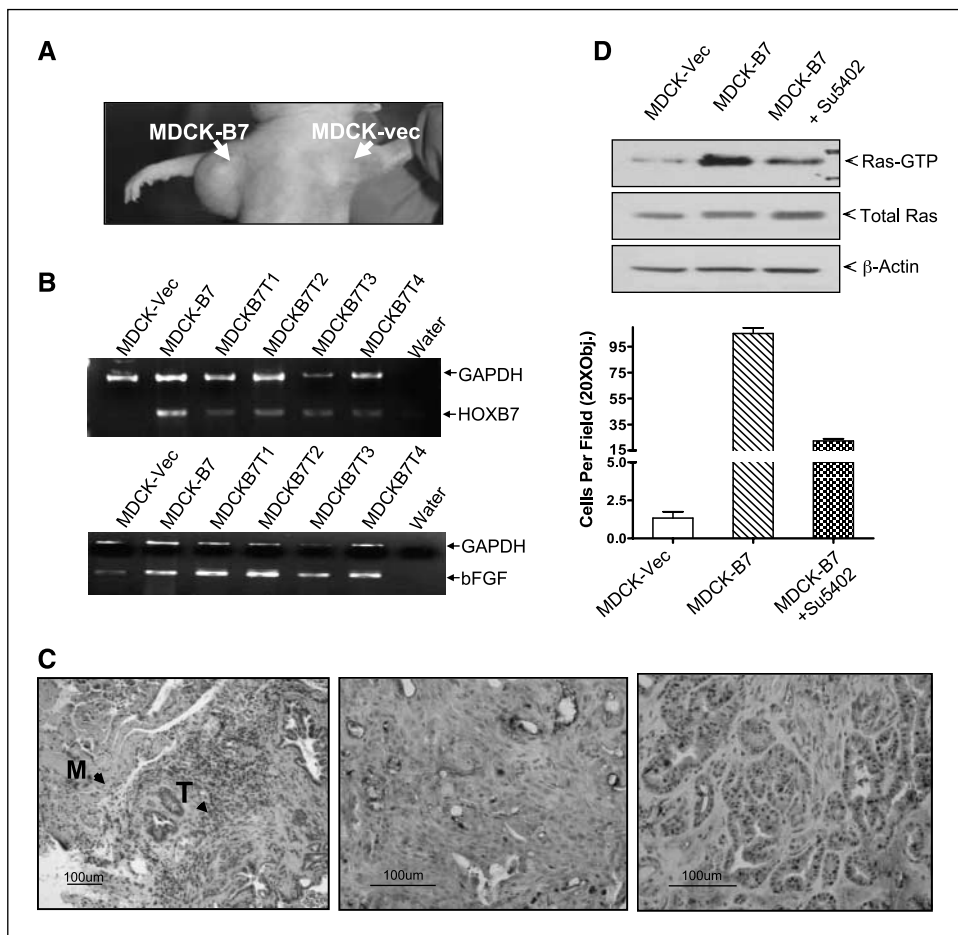 A
MDCK-B7
MDCK-vec
B
MDCK-Vec
MDCK-B7
MDCKB7T1
MDCKB7T2
MDCKB7T3
MDCKB7T4
Water
GAPDH
HOXB7
MDCK-Vec
MDCK-B7
MDCKB7T1
MDCKB7T2
MDCKB7T3
MDCKB7T4
Water
GAPDH
bFGF
C
M
T
100um
100um
100um
D
MDCK-Vec
MDCK-B7
MDCK-B7
+ Su5402
Ras-GTP
Total Ras
β-Actin
Cells Per Field (20XObj.)
95
75
55
35
15
5.0
2.5
0.0
MDCK-Vec
MDCK-B7
MDCK-B7
+Su5402